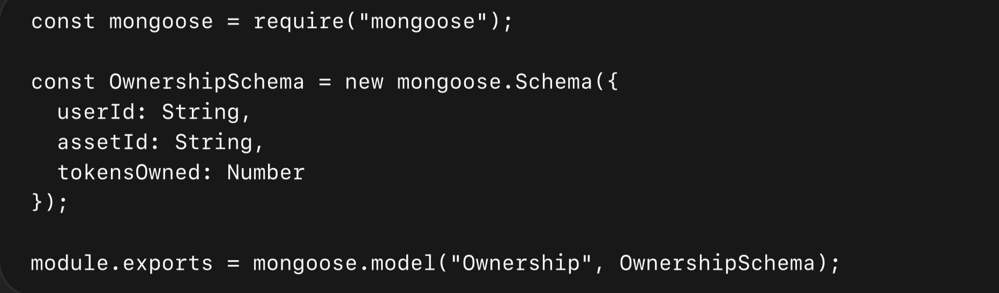 const mongoose = require("mongoose");

const OwnershipSchema = new mongoose.Schema({
  userId: String,
  assetId: String,
  tokensOwned: Number
});

module.exports = mongoose.model("Ownership", OwnershipSchema);